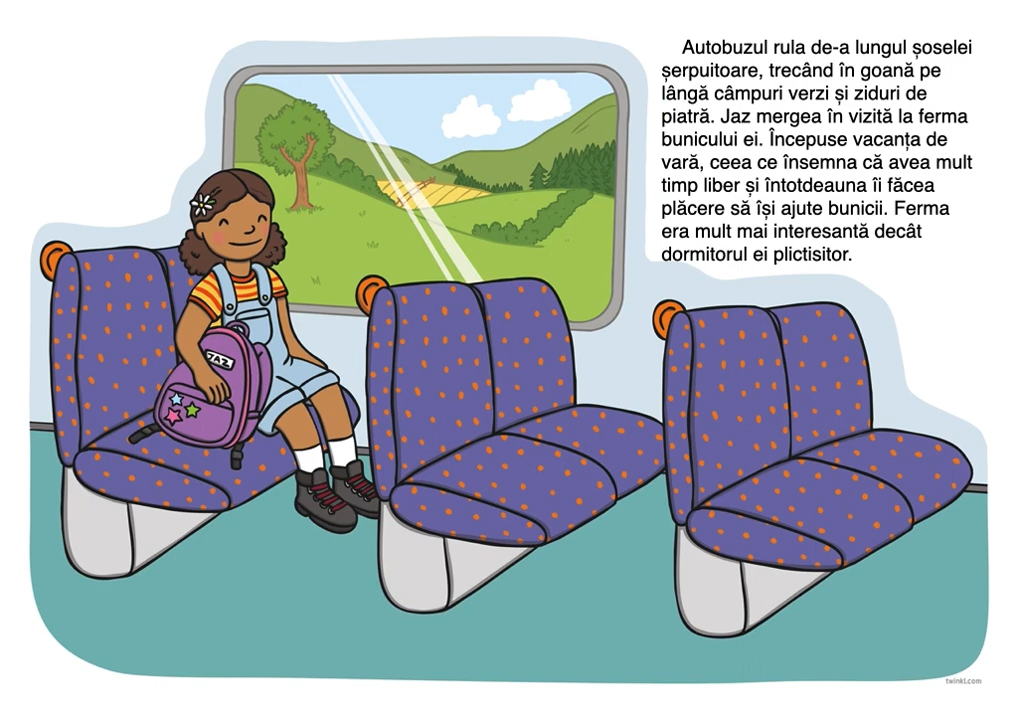 Autobuzul rula de-a lungul șoselei
șerpuitoare, trecând în goană pe
lângă câmpuri verzi și ziduri de
piatră. Jaz mergea în vizită la ferma
bunicului ei. Începuse vacanța de
vară, ceea ce însemna că avea mult
timp liber și întotdeauna îi făcea
plăcere să își ajute bunicii. Ferma
era mult mai interesantă decât
dormitorul ei plictisitor.
JAZ
twinkl.com